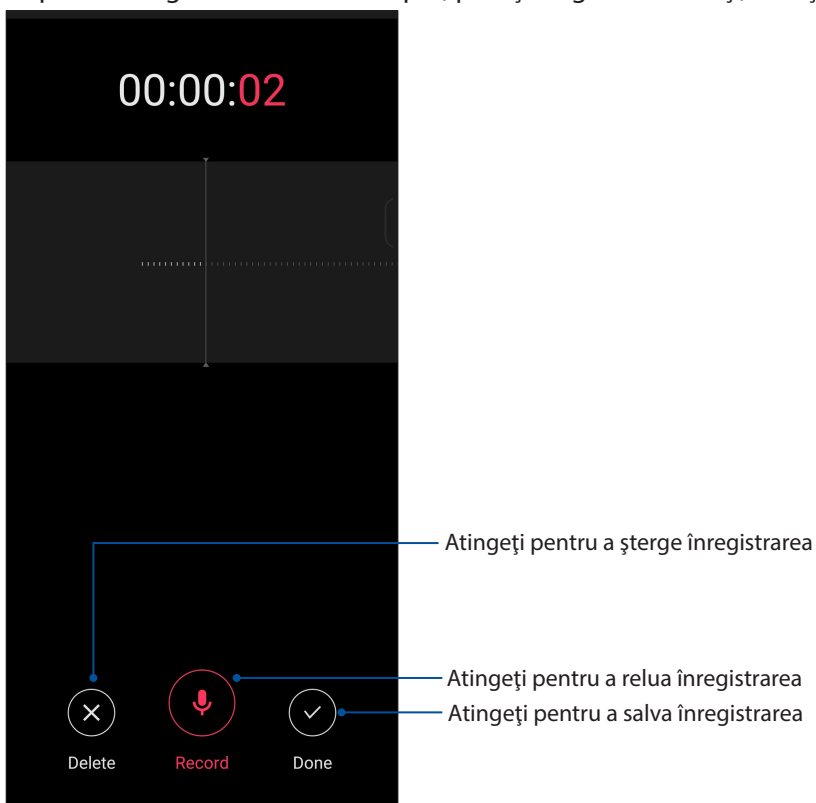 00:00:02
Atingeţi pentru a şterge înregistrarea
Atingeţi pentru a relua înregistrarea
Atingeţi pentru a salva înregistrarea
Delete Record Done